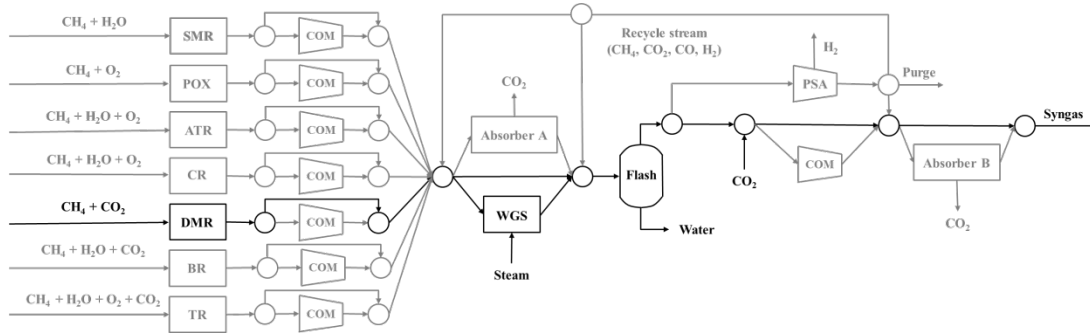 CH4 + H2O
SMR
COM
CH4 + O2
POX
COM
CH4 + H2O + O2
ATR
COM
CH4 + H2O + O2
CR
COM
CH4 + CO2
DMR
COM
CH4 + H2O + CO2
BR
COM
CH4 + H2O + O2 + CO2
TR
COM
CO2
Absorber A
WGS
Steam
Recycle stream
(CH4, CO2, CO, H2)
Flash
Water
H2
PSA
Purge
CO2
COM
Absorber B
CO2
Syngas